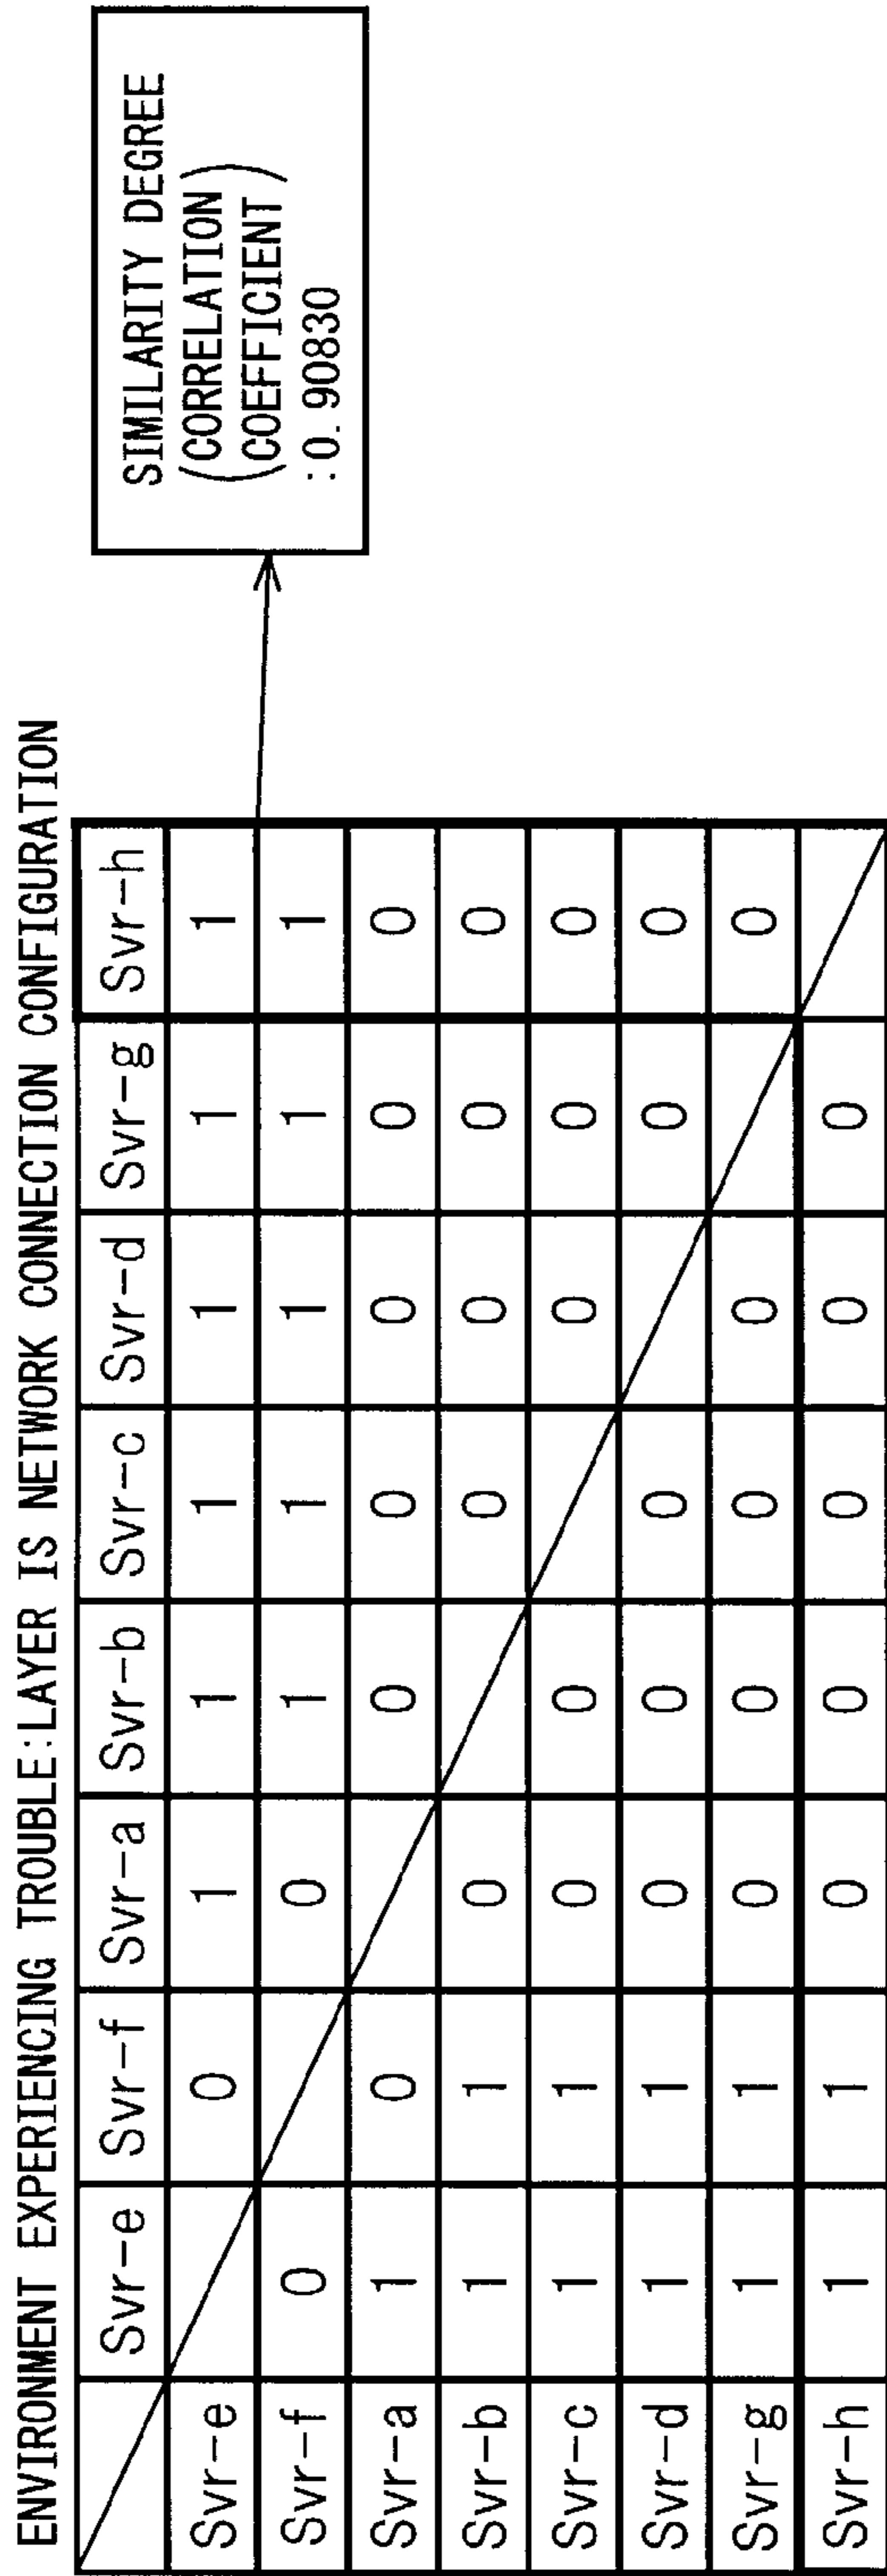 ENVIRONMENT EXPERIENCING TROUBLE:LAYER IS NETWORK CONNECTION CONFIGURATION
Svr-e Svr-f Svr-a Svr-b Svr-c Svr-d Svr-g Svr-h
Svr-e 0 1 1 1 1 1 1
Svr-f 0 0 1 1 1 1 1
Svr-a 1 0 0 0 0 0 0
Svr-b 1 1 0 0 0 0 0
Svr-c 1 1 0 0 0 0 0
Svr-d 1 1 0 0 0 0 0
Svr-g 1 1 0 0 0 0 0
Svr-h 1 1 0 0 0 0 0
SIMILARITY DEGREE
(CORRELATION)
(COEFFICIENT)
:0.90830